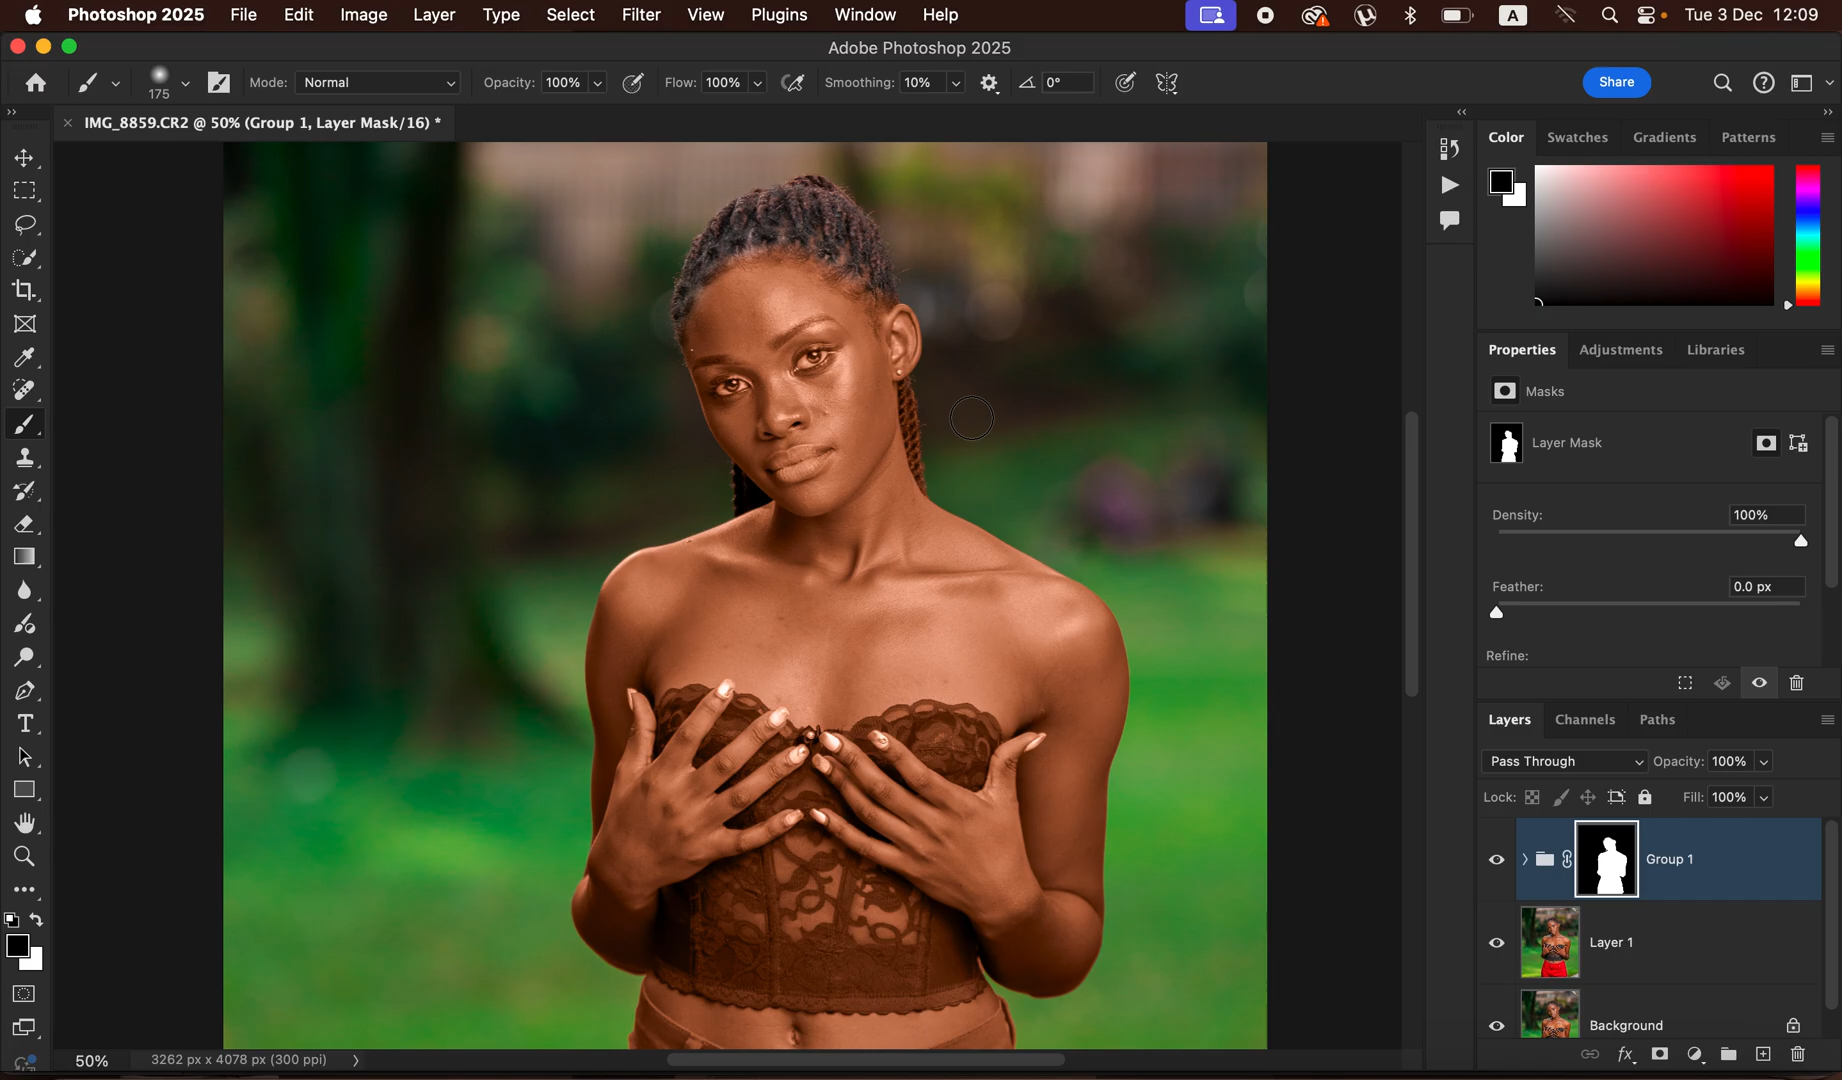 Photoshop 2025 File Edit Image Layer Type Select Filter View Plugins Window Help A Tue 3 Dec 12:09
Adobe Photoshop 2025
175 Mode: Normal Opacity: 100% Flow: 100% Smoothing: 10% 0° Share
IMG_8859.CR2 @ 50% (Group 1, Layer Mask/16) *
Color Swatches Gradients Patterns
Properties Adjustments Libraries
Masks
Layer Mask
Density: 100%
Feather: 0.0 px
Refine:
Layers Channels Paths
Pass Through Opacity: 100%
Lock: Fill: 100%
Group 1
Layer 1
Background
fx
50% 3262 px x 4078 px (300 ppi)